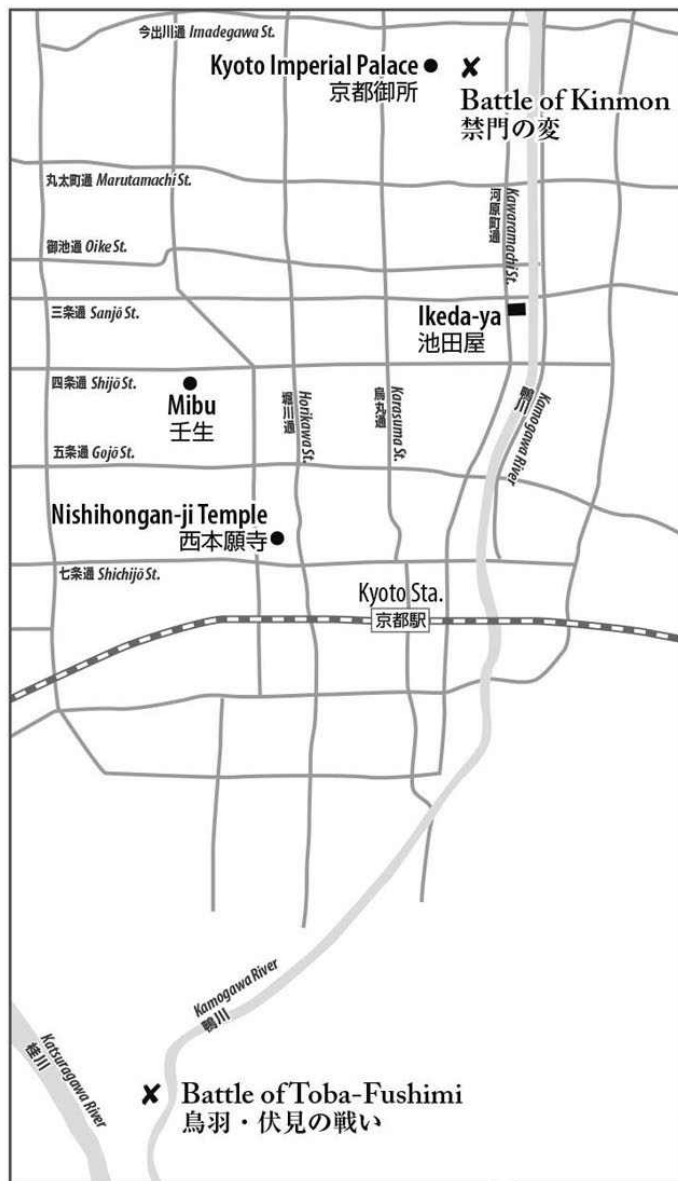 今出川通 Imadegawa St.
Kyoto Imperial Palace
京都御所
Battle of Kinmon
禁門の変
丸太町通 Marutamachi St.
河原町通 Kawaramachi St.
御池通 Oike St.
三条通 Sanjō St.
Ikeda-ya
池田屋
四条通 Shijō St.
Mibu
壬生
堀川通 Horikawa St.
烏丸通 Karasuma St.
鴨川 Kamogawa River
五条通 Gojō St.
Nishihongan-ji Temple
西本願寺
七条通 Shichijō St.
Kyoto Sta.
京都駅
Kamogawa River
鴨川
Katsuragawa River
桂川
Battle of Toba-Fushimi
鳥羽・伏見の戦い